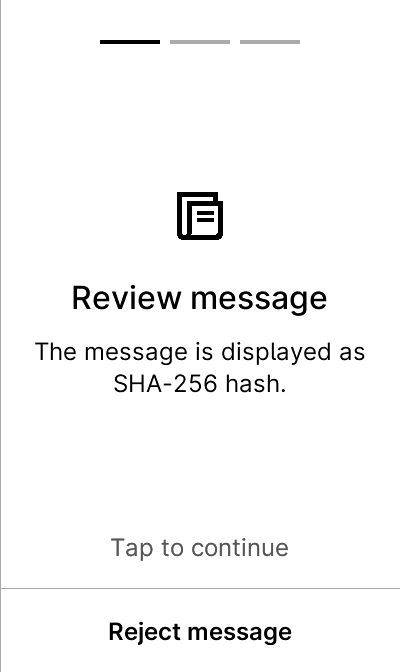 Review message
The message is displayed as
SHA-256 hash.
Tap to continue
Reject message